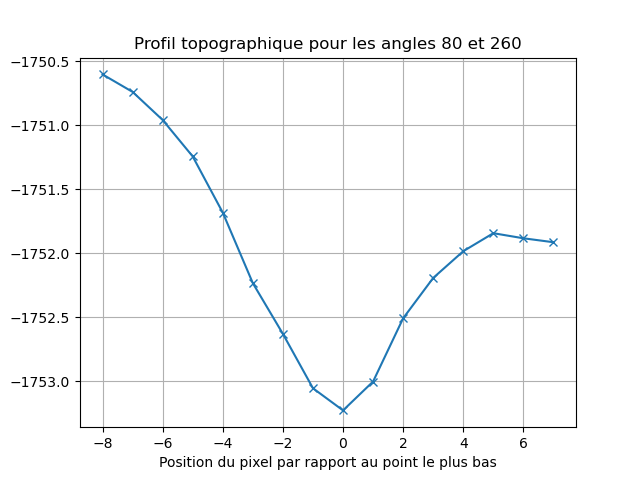 Profil topographique pour les angles 80 et 260
−1750.5
−1751.0
−1751.5
−1752.0
−1752.5
−1753.0
−8 −6 −4 −2 0 2 4 6
Position du pixel par rapport au point le plus bas